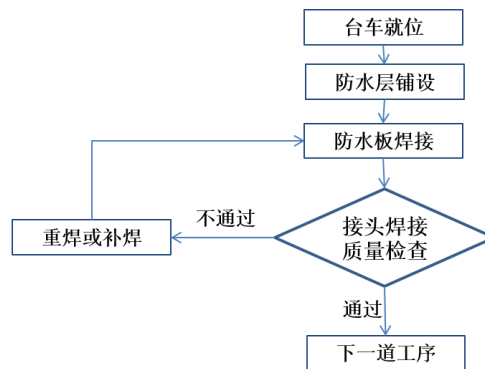 台车就位
防水层铺设
防水板焊接
不通过
重焊或补焊
接头焊接
质量检查
通过
下一道工序